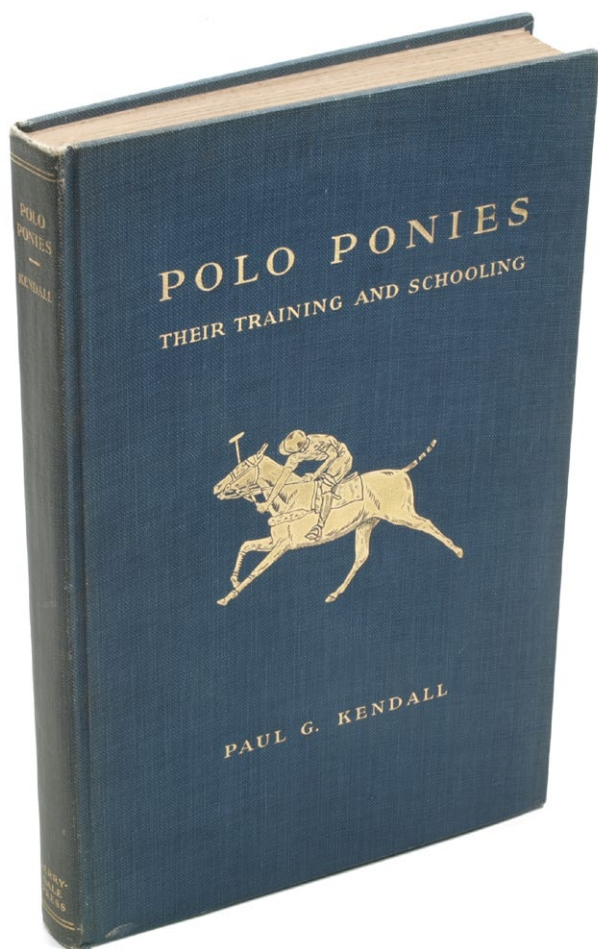 POLO PONIES
THEIR TRAINING AND SCHOOLING
PAUL G. KENDALL
POLO
PONIES
KENDALL